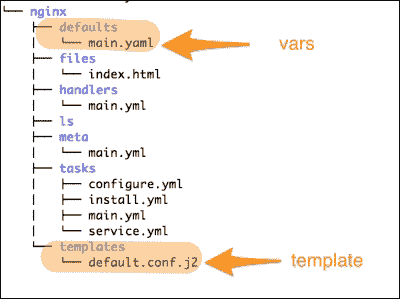 nginx
defaults
main.yaml
vars
files
index.html
handlers
main.yml
ls
meta
main.yml
tasks
configure.yml
install.yml
main.yml
service.yml
templates
default.conf.j2
template